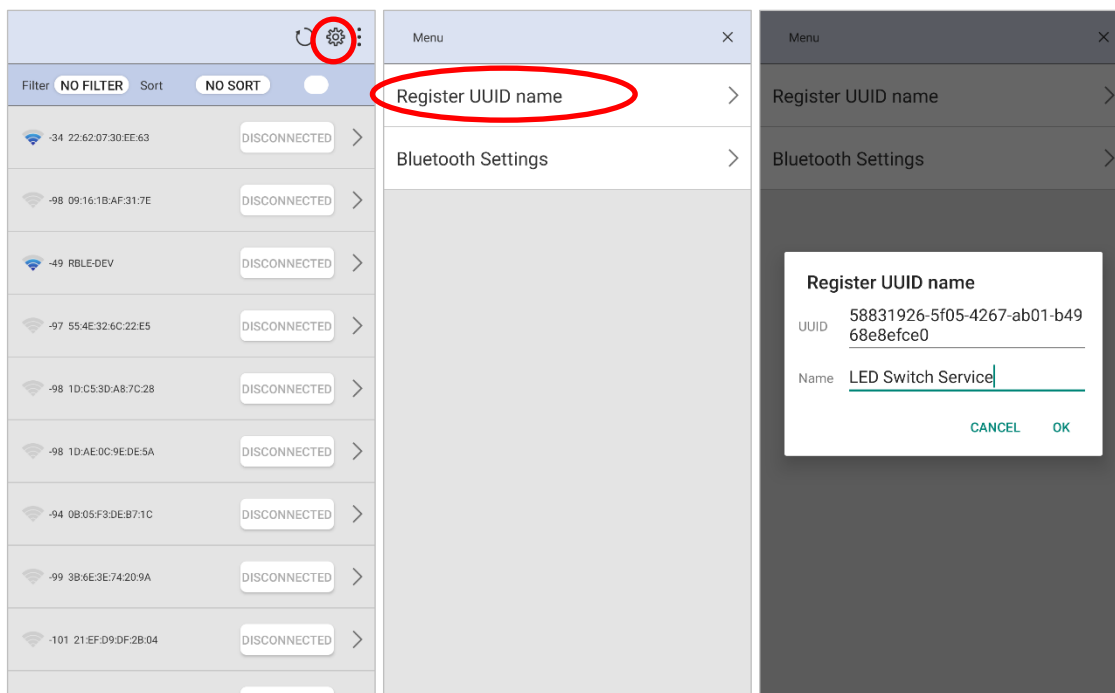 Filter NO FILTER Sort NO SORT
-34 22:62:07:30:EE:63 DISCONNECTED
-98 09:16:1B:AF:31:7E DISCONNECTED
-49 RBLE-DEV DISCONNECTED
-97 55:4E:32:6C:22:E5 DISCONNECTED
-98 1D:C5:3D:A8:7C:28 DISCONNECTED
-98 1D:AE:0C:9E:DE:5A DISCONNECTED
-94 0B:05:F3:DE:B7:1C DISCONNECTED
-99 3B:6E:3E:74:20:9A DISCONNECTED
-101 21:EF:D9:DF:2B:04 DISCONNECTED
Menu
Register UUID name
Bluetooth Settings
Menu
Register UUID name
Bluetooth Settings
Register UUID name
UUID 58831926-5f05-4267-ab01-b49
68e8efce0
Name LED Switch Service
CANCEL OK